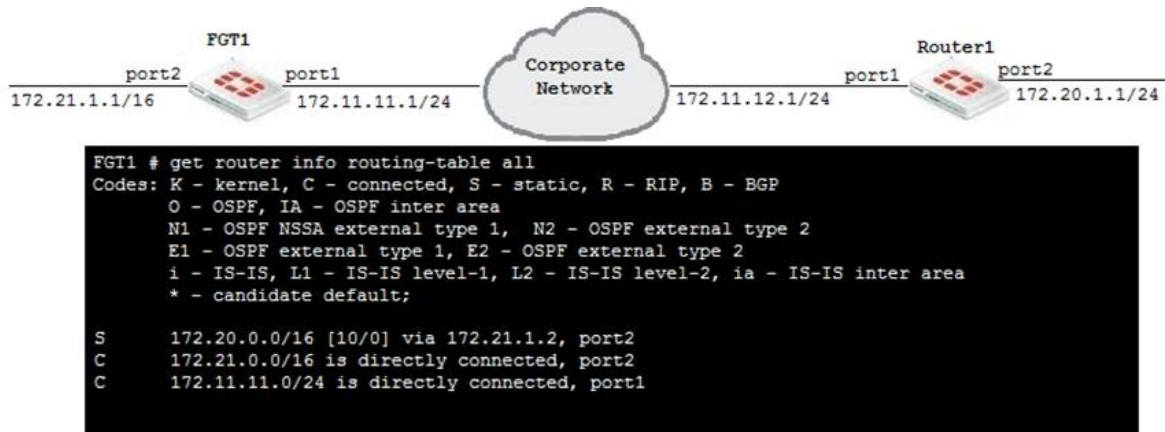 FGT1
port2
port1
172.21.1.1/16
172.11.11.1/24
Corporate
Network
Router1
port1
port2
172.11.12.1/24
172.20.1.1/24
FGT1 # get router info routing-table all
Codes: K - kernel, C - connected, S - static, R - RIP, B - BGP
O - OSPF, IA - OSPF inter area
N1 - OSPF NSSA external type 1, N2 - OSPF external type 2
E1 - OSPF external type 1, E2 - OSPF external type 2
i - IS-IS, L1 - IS-IS level-1, L2 - IS-IS level-2, ia - IS-IS inter area
* - candidate default;
S 172.20.0.0/16 [10/0] via 172.21.1.2, port2
C 172.21.0.0/16 is directly connected, port2
C 172.11.11.0/24 is directly connected, port1